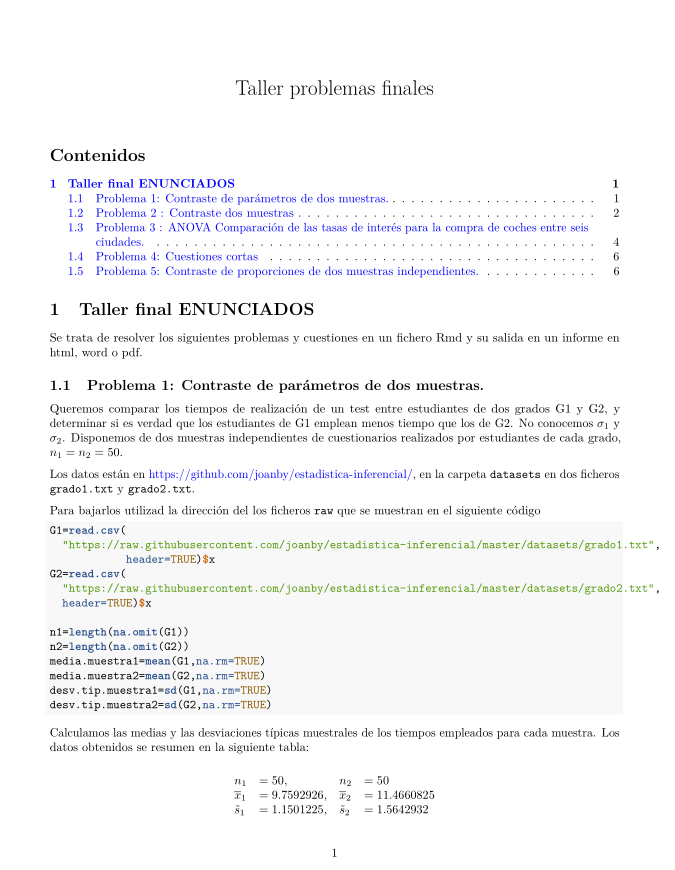 Taller problemas finales
Contenidos
1 Taller final ENUNCIADOS 1
1.1 Problema 1: Contraste de parámetros de dos muestras. . . . . . . . . . . . . . . . . . . . . . . 1
1.2 Problema 2 : Contraste dos muestras . . . . . . . . . . . . . . . . . . . . . . . . . . . . . . . . 2
1.3 Problema 3 : ANOVA Comparación de las tasas de interés para la compra de coches entre seis
ciudades. . . . . . . . . . . . . . . . . . . . . . . . . . . . . . . . . . . . . . . . . . . . . . . . 4
1.4 Problema 4: Cuestiones cortas . . . . . . . . . . . . . . . . . . . . . . . . . . . . . . . . . . . 6
1.5 Problema 5: Contraste de proporciones de dos muestras independientes. . . . . . . . . . . . . 6
1 Taller final ENUNCIADOS
Se trata de resolver los siguientes problemas y cuestiones en un fichero Rmd y su salida en un informe en
html, word o pdf.
1.1 Problema 1: Contraste de parámetros de dos muestras.
Queremos comparar los tiempos de realización de un test entre estudiantes de dos grados G1 y G2, y
determinar si es verdad que los estudiantes de G1 emplean menos tiempo que los de G2. No conocemos σ₁ y
σ₂. Disponemos de dos muestras independientes de cuestionarios realizados por estudiantes de cada grado,
n₁ = n₂ = 50.
Los datos están en https://github.com/joanby/estadistica-inferencial/, en la carpeta datasets en dos ficheros
grado1.txt y grado2.txt.
Para bajarlos utilizad la dirección del los ficheros raw que se muestran en el siguiente código
G1=read.csv(
"https://raw.githubusercontent.com/joanby/estadistica-inferencial/master/datasets/grado1.txt",
header=TRUE)$x
G2=read.csv(
"https://raw.githubusercontent.com/joanby/estadistica-inferencial/master/datasets/grado2.txt",
header=TRUE)$x
n1=length(na.omit(G1))
n2=length(na.omit(G2))
media.muestra1=mean(G1,na.rm=TRUE)
media.muestra2=mean(G2,na.rm=TRUE)
desv.tip.muestra1=sd(G1,na.rm=TRUE)
desv.tip.muestra2=sd(G2,na.rm=TRUE)
Calculamos las medias y las desviaciones típicas muestrales de los tiempos empleados para cada muestra. Los
datos obtenidos se resumen en la siguiente tabla:
n₁ = 50, n₂ = 50
x̅₁ = 9.7592926, x̅₂ = 11.4660825
s̃₁ = 1.1501225, s̃₂ = 1.5642932
1